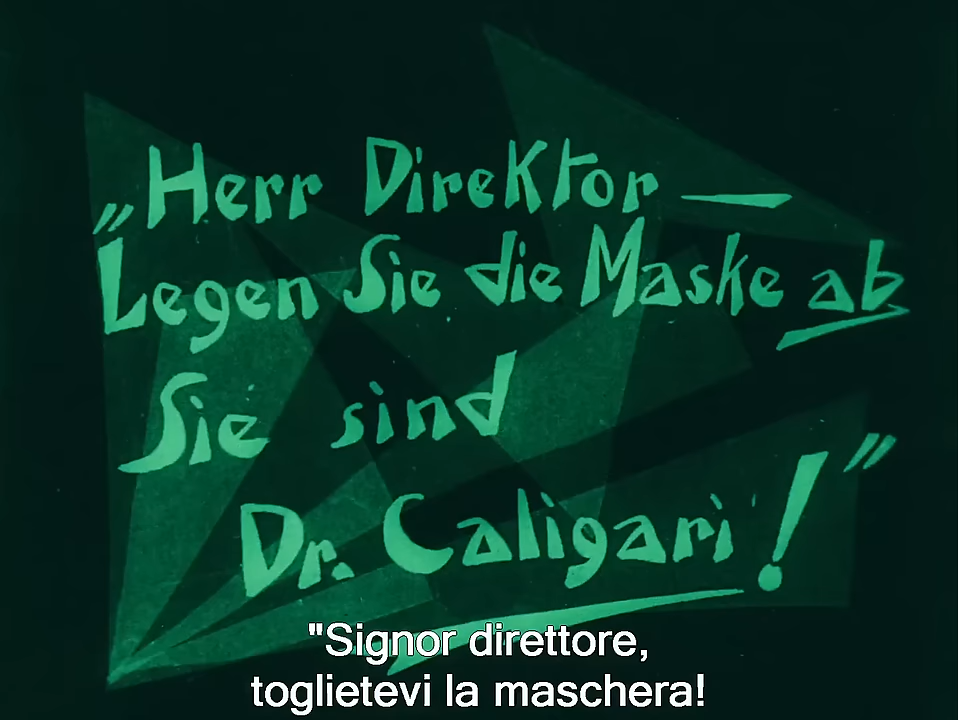 „Herr Direktor —
Legen Sie die Maske ab
Sie sind
Dr. Caligari!"
"Signor direttore,
toglietevi la maschera!